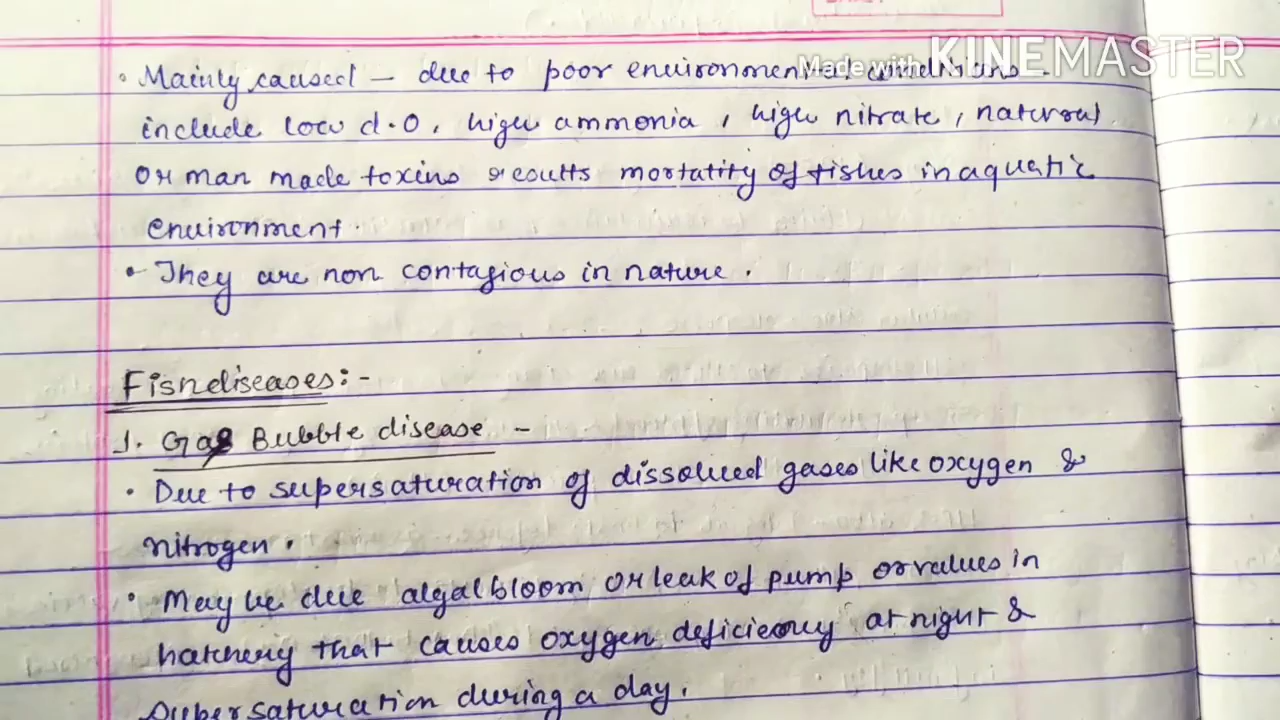 Made with KINEMASTER
• Mainly caused — due to poor environmental conditions -
include low d.O, high ammonia, high nitrate, natural
or man made toxins results mortatity of fishes in aquatic
environment.
• They are non contagious in nature.
Fish diseases:-
1. Gas Bubble disease -
• Due to supersaturation of dissolved gases like oxygen &
nitrogen.
• May be due algal bloom or leak of pump or values in
hatchery that causes oxygen deficiency at night &
Supersaturation during a day.